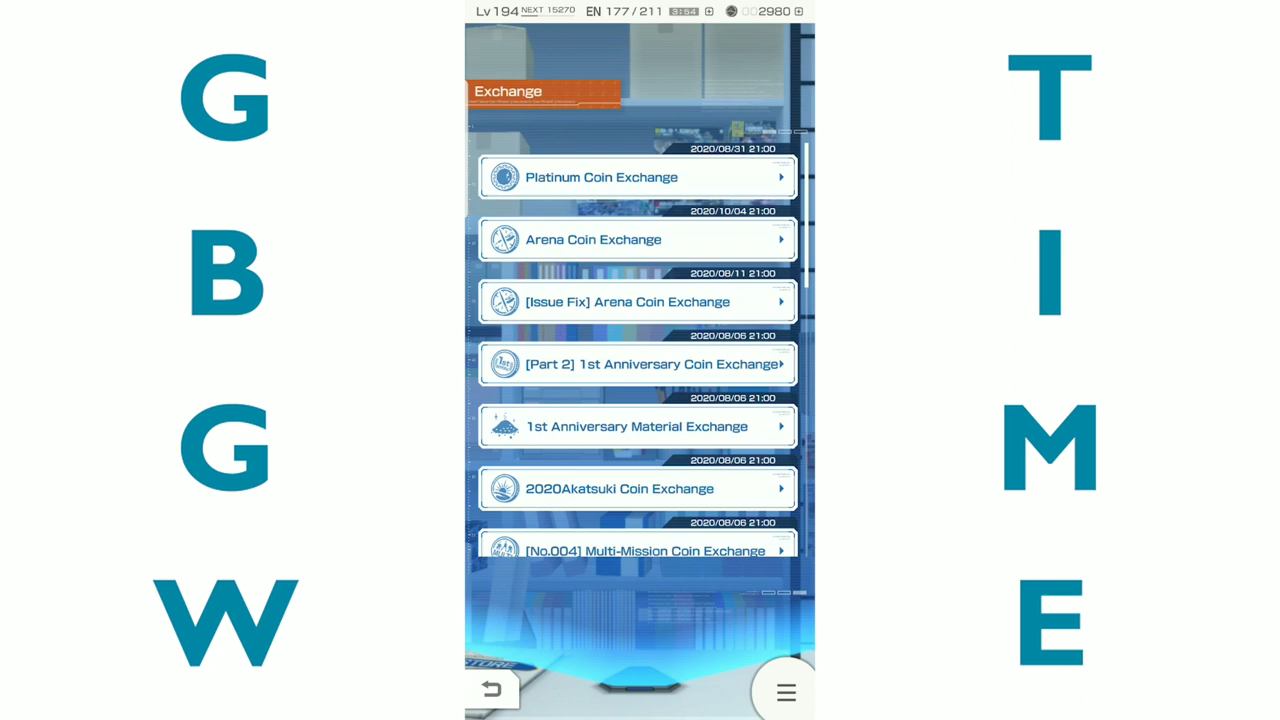 G
B
G
W
Lv 194 NEXT 15270 EN 177 / 211 3:54 002980
Exchange
2020/08/31 21:00
Platinum Coin Exchange
2020/10/04 21:00
Arena Coin Exchange
2020/08/11 21:00
[Issue Fix] Arena Coin Exchange
2020/08/06 21:00
[Part 2] 1st Anniversary Coin Exchange
2020/08/06 21:00
1st Anniversary Material Exchange
2020/08/06 21:00
2020Akatsuki Coin Exchange
2020/08/06 21:00
[No.004] Multi-Mission Coin Exchange
STORE
T
I
M
E